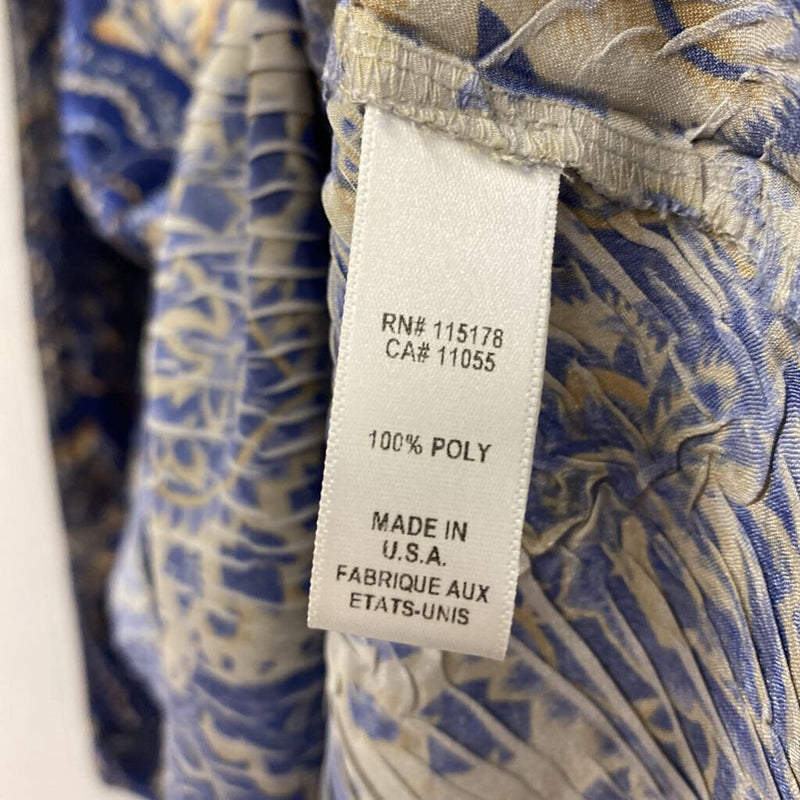 RN# 115178
CA# 11055
100% POLY
MADE IN
U.S.A.
FABRIQUE AUX
ETATS-UNIS